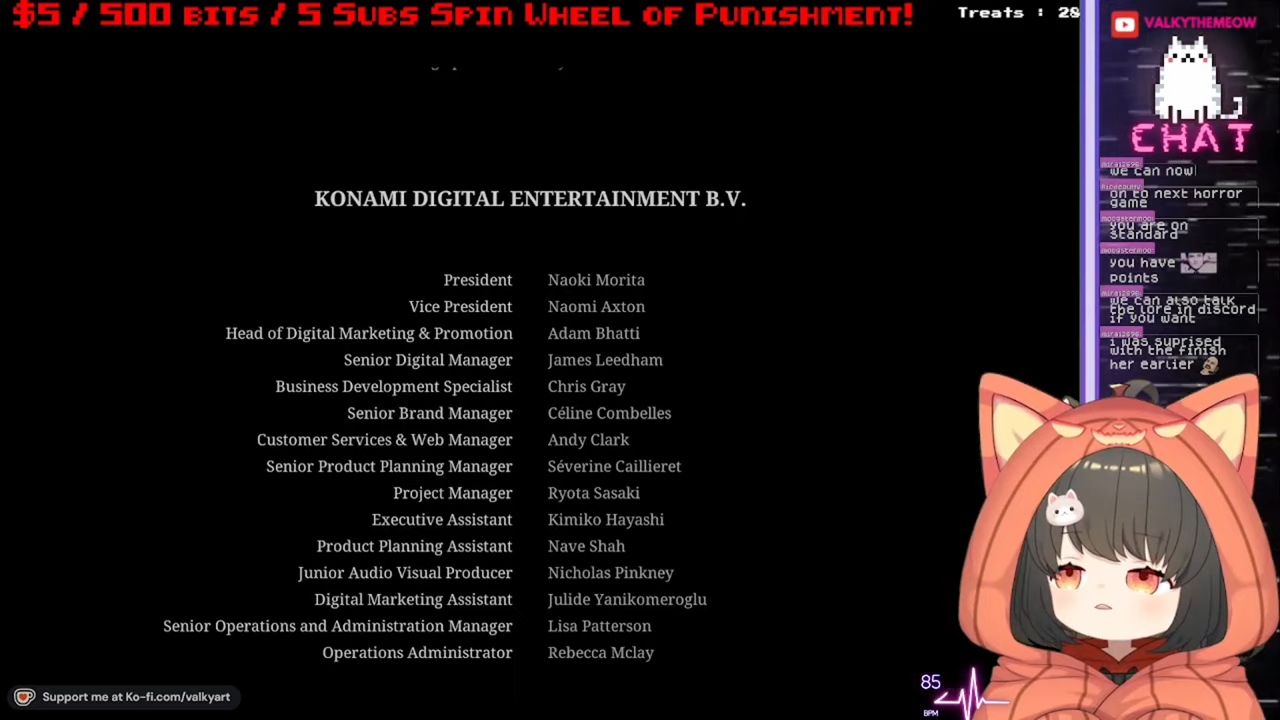 $5 / 500 BITS / 5 SUBS SPIN WHEEL OF PUNISHMENT!
Treats : 28
VALKYTHEMEOW
CHAT
we can now
on to next horror
game
you are on
standard
you have
points
we can also talk
the lore in discord
if you want
i was suprised
with the finish
her earlier
KONAMI DIGITAL ENTERTAINMENT B.V.
President Naoki Morita
Vice President Naomi Axton
Head of Digital Marketing & Promotion Adam Bhatti
Senior Digital Manager James Leedham
Business Development Specialist Chris Gray
Senior Brand Manager Céline Combelles
Customer Services & Web Manager Andy Clark
Senior Product Planning Manager Séverine Caillieret
Project Manager Ryota Sasaki
Executive Assistant Kimiko Hayashi
Product Planning Assistant Nave Shah
Junior Audio Visual Producer Nicholas Pinkney
Digital Marketing Assistant Julide Yanikomeroglu
Senior Operations and Administration Manager Lisa Patterson
Operations Administrator Rebecca Mclay
Support me at Ko-fi.com/valkyart
85
BPM